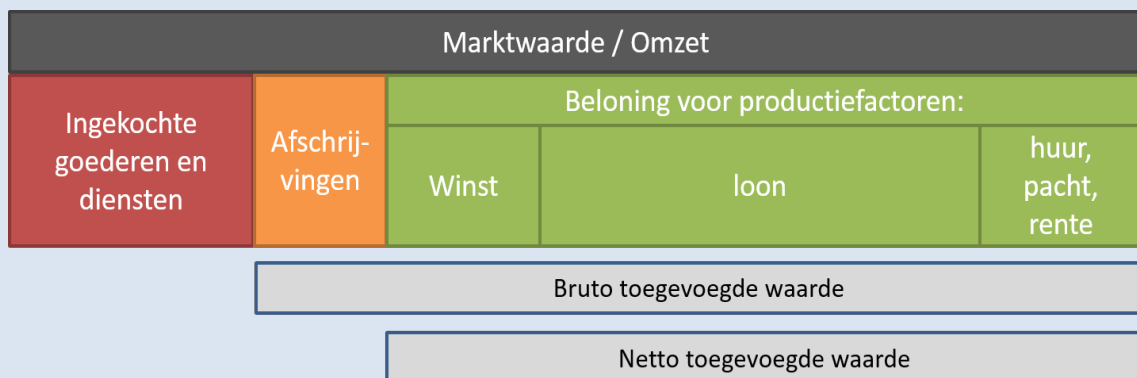 Marktwaarde / Omzet
Ingekochte
goederen en
diensten
Afschrij-
vingen
Beloning voor productiefactoren:
Winst
loon
huur,
pacht,
rente
Bruto toegevoegde waarde
Netto toegevoegde waarde